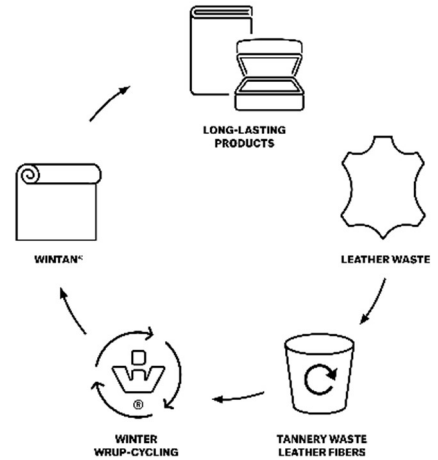 LONG-LASTING
PRODUCTS
LEATHER WASTE
TANNERY WASTE
LEATHER FIBERS
WINTER
WRUP-CYCLING
®
WINTAN